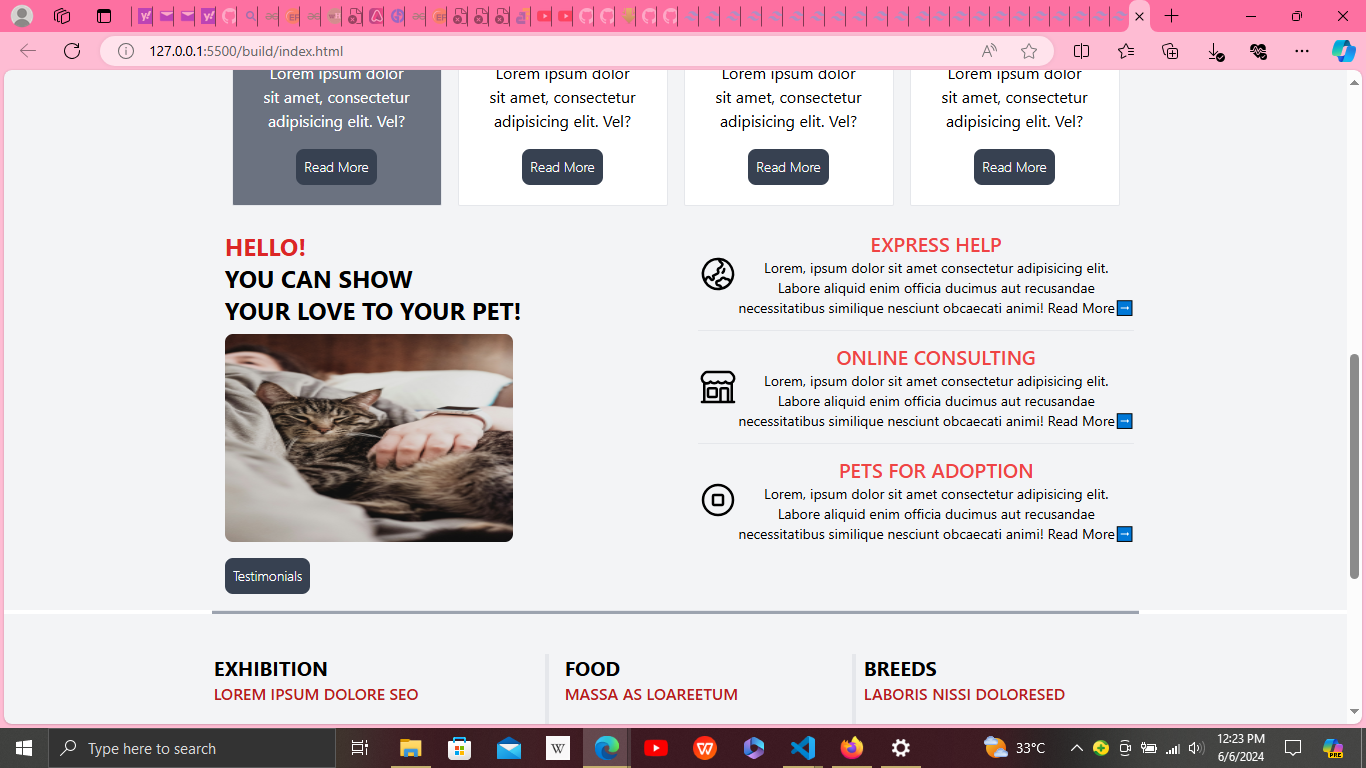 127.0.0.1:5500/build/index.html
Lorem ipsum dolor
sit amet, consectetur
adipisicing elit. Vel?
Read More
Lorem ipsum dolor
sit amet, consectetur
adipisicing elit. Vel?
Read More
Lorem ipsum dolor
sit amet, consectetur
adipisicing elit. Vel?
Read More
Lorem ipsum dolor
sit amet, consectetur
adipisicing elit. Vel?
Read More
HELLO!
YOU CAN SHOW
YOUR LOVE TO YOUR PET!
Testimonials
EXPRESS HELP
Lorem, ipsum dolor sit amet consectetur adipisicing elit.
Labore aliquid enim officia ducimus aut recusandae
necessitatibus similique nesciunt obcaecati animi! Read More➡
ONLINE CONSULTING
Lorem, ipsum dolor sit amet consectetur adipisicing elit.
Labore aliquid enim officia ducimus aut recusandae
necessitatibus similique nesciunt obcaecati animi! Read More➡
PETS FOR ADOPTION
Lorem, ipsum dolor sit amet consectetur adipisicing elit.
Labore aliquid enim officia ducimus aut recusandae
necessitatibus similique nesciunt obcaecati animi! Read More➡
EXHIBITION
LOREM IPSUM DOLORE SEO
FOOD
MASSA AS LOAREETUM
BREEDS
LABORIS NISSI DOLORESED
Type here to search
33°C
12:23 PM
6/6/2024